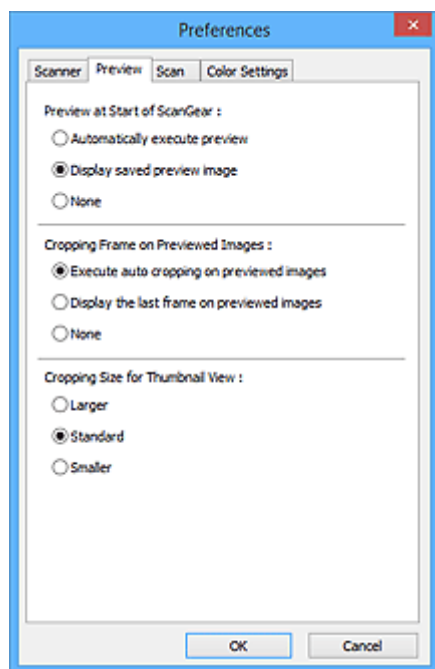 Preferences
Scanner Preview Scan Color Settings
Preview at Start of ScanGear :
Automatically execute preview
Display saved preview image
None
Cropping Frame on Previewed Images :
Execute auto cropping on previewed images
Display the last frame on previewed images
None
Cropping Size for Thumbnail View :
Larger
Standard
Smaller
OK Cancel